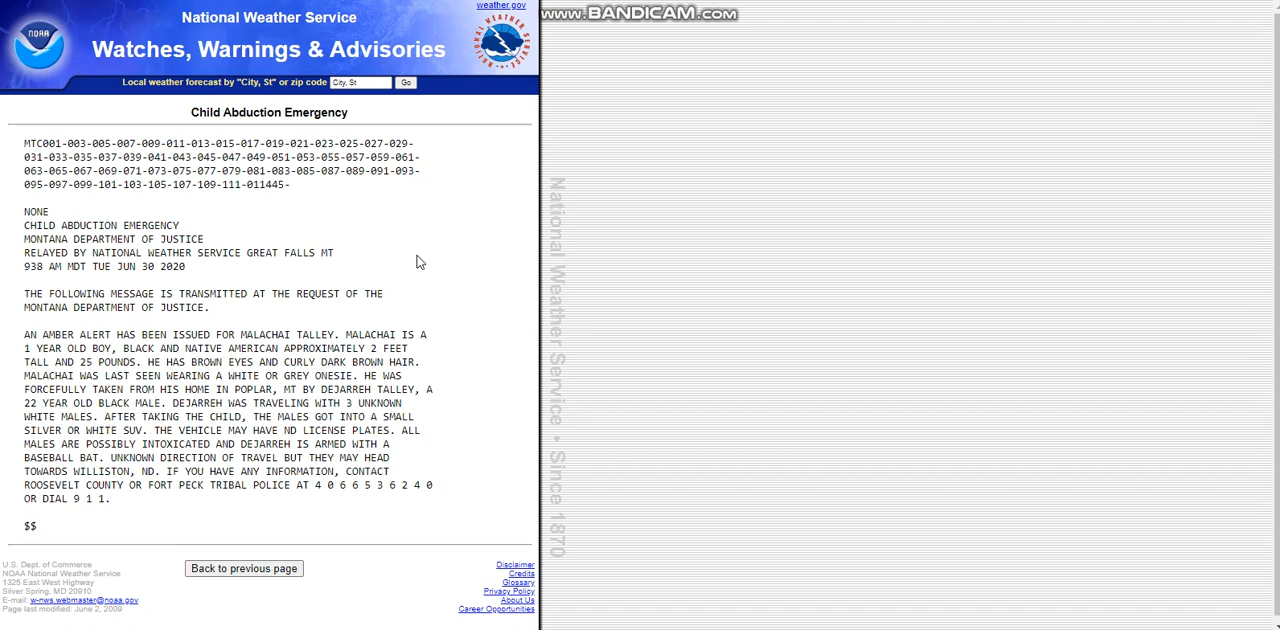 weather.gov
NOAA
National Weather Service
Watches, Warnings & Advisories
Local weather forecast by "City, St" or zip code City, St Go
www.BANDICAM.com
Child Abduction Emergency
MTC001-003-005-007-009-011-013-015-017-019-021-023-025-027-029-
031-033-035-037-039-041-043-045-047-049-051-053-055-057-059-061-
063-065-067-069-071-073-075-077-079-081-083-085-087-089-091-093-
095-097-099-101-103-105-107-109-111-011445-
NONE
CHILD ABDUCTION EMERGENCY
MONTANA DEPARTMENT OF JUSTICE
RELAYED BY NATIONAL WEATHER SERVICE GREAT FALLS MT
938 AM MDT TUE JUN 30 2020
THE FOLLOWING MESSAGE IS TRANSMITTED AT THE REQUEST OF THE
MONTANA DEPARTMENT OF JUSTICE.
AN AMBER ALERT HAS BEEN ISSUED FOR MALACHAI TALLEY. MALACHAI IS A
1 YEAR OLD BOY, BLACK AND NATIVE AMERICAN APPROXIMATELY 2 FEET
TALL AND 25 POUNDS. HE HAS BROWN EYES AND CURLY DARK BROWN HAIR.
MALACHAI WAS LAST SEEN WEARING A WHITE OR GREY ONESIE. HE WAS
FORCEFULLY TAKEN FROM HIS HOME IN POPLAR, MT BY DEJARREH TALLEY, A
22 YEAR OLD BLACK MALE. DEJARREH WAS TRAVELING WITH 3 UNKNOWN
WHITE MALES. AFTER TAKING THE CHILD, THE MALES GOT INTO A SMALL
SILVER OR WHITE SUV. THE VEHICLE MAY HAVE ND LICENSE PLATES. ALL
MALES ARE POSSIBLY INTOXICATED AND DEJARREH IS ARMED WITH A
BASEBALL BAT. UNKNOWN DIRECTION OF TRAVEL BUT THEY MAY HEAD
TOWARDS WILLISTON, ND. IF YOU HAVE ANY INFORMATION, CONTACT
ROOSEVELT COUNTY OR FORT PECK TRIBAL POLICE AT 4 0 6 6 5 3 6 2 4 0
OR DIAL 9 1 1.
$$
U.S. Dept. of Commerce
NOAA National Weather Service
1325 East West Highway
Silver Spring, MD 20910
E-mail: w-nws.webmaster@noaa.gov
Page last modified: June 2, 2009
Back to previous page
Disclaimer
Credits
Glossary
Privacy Policy
About Us
Career Opportunities
National Weather Service • Since 1870